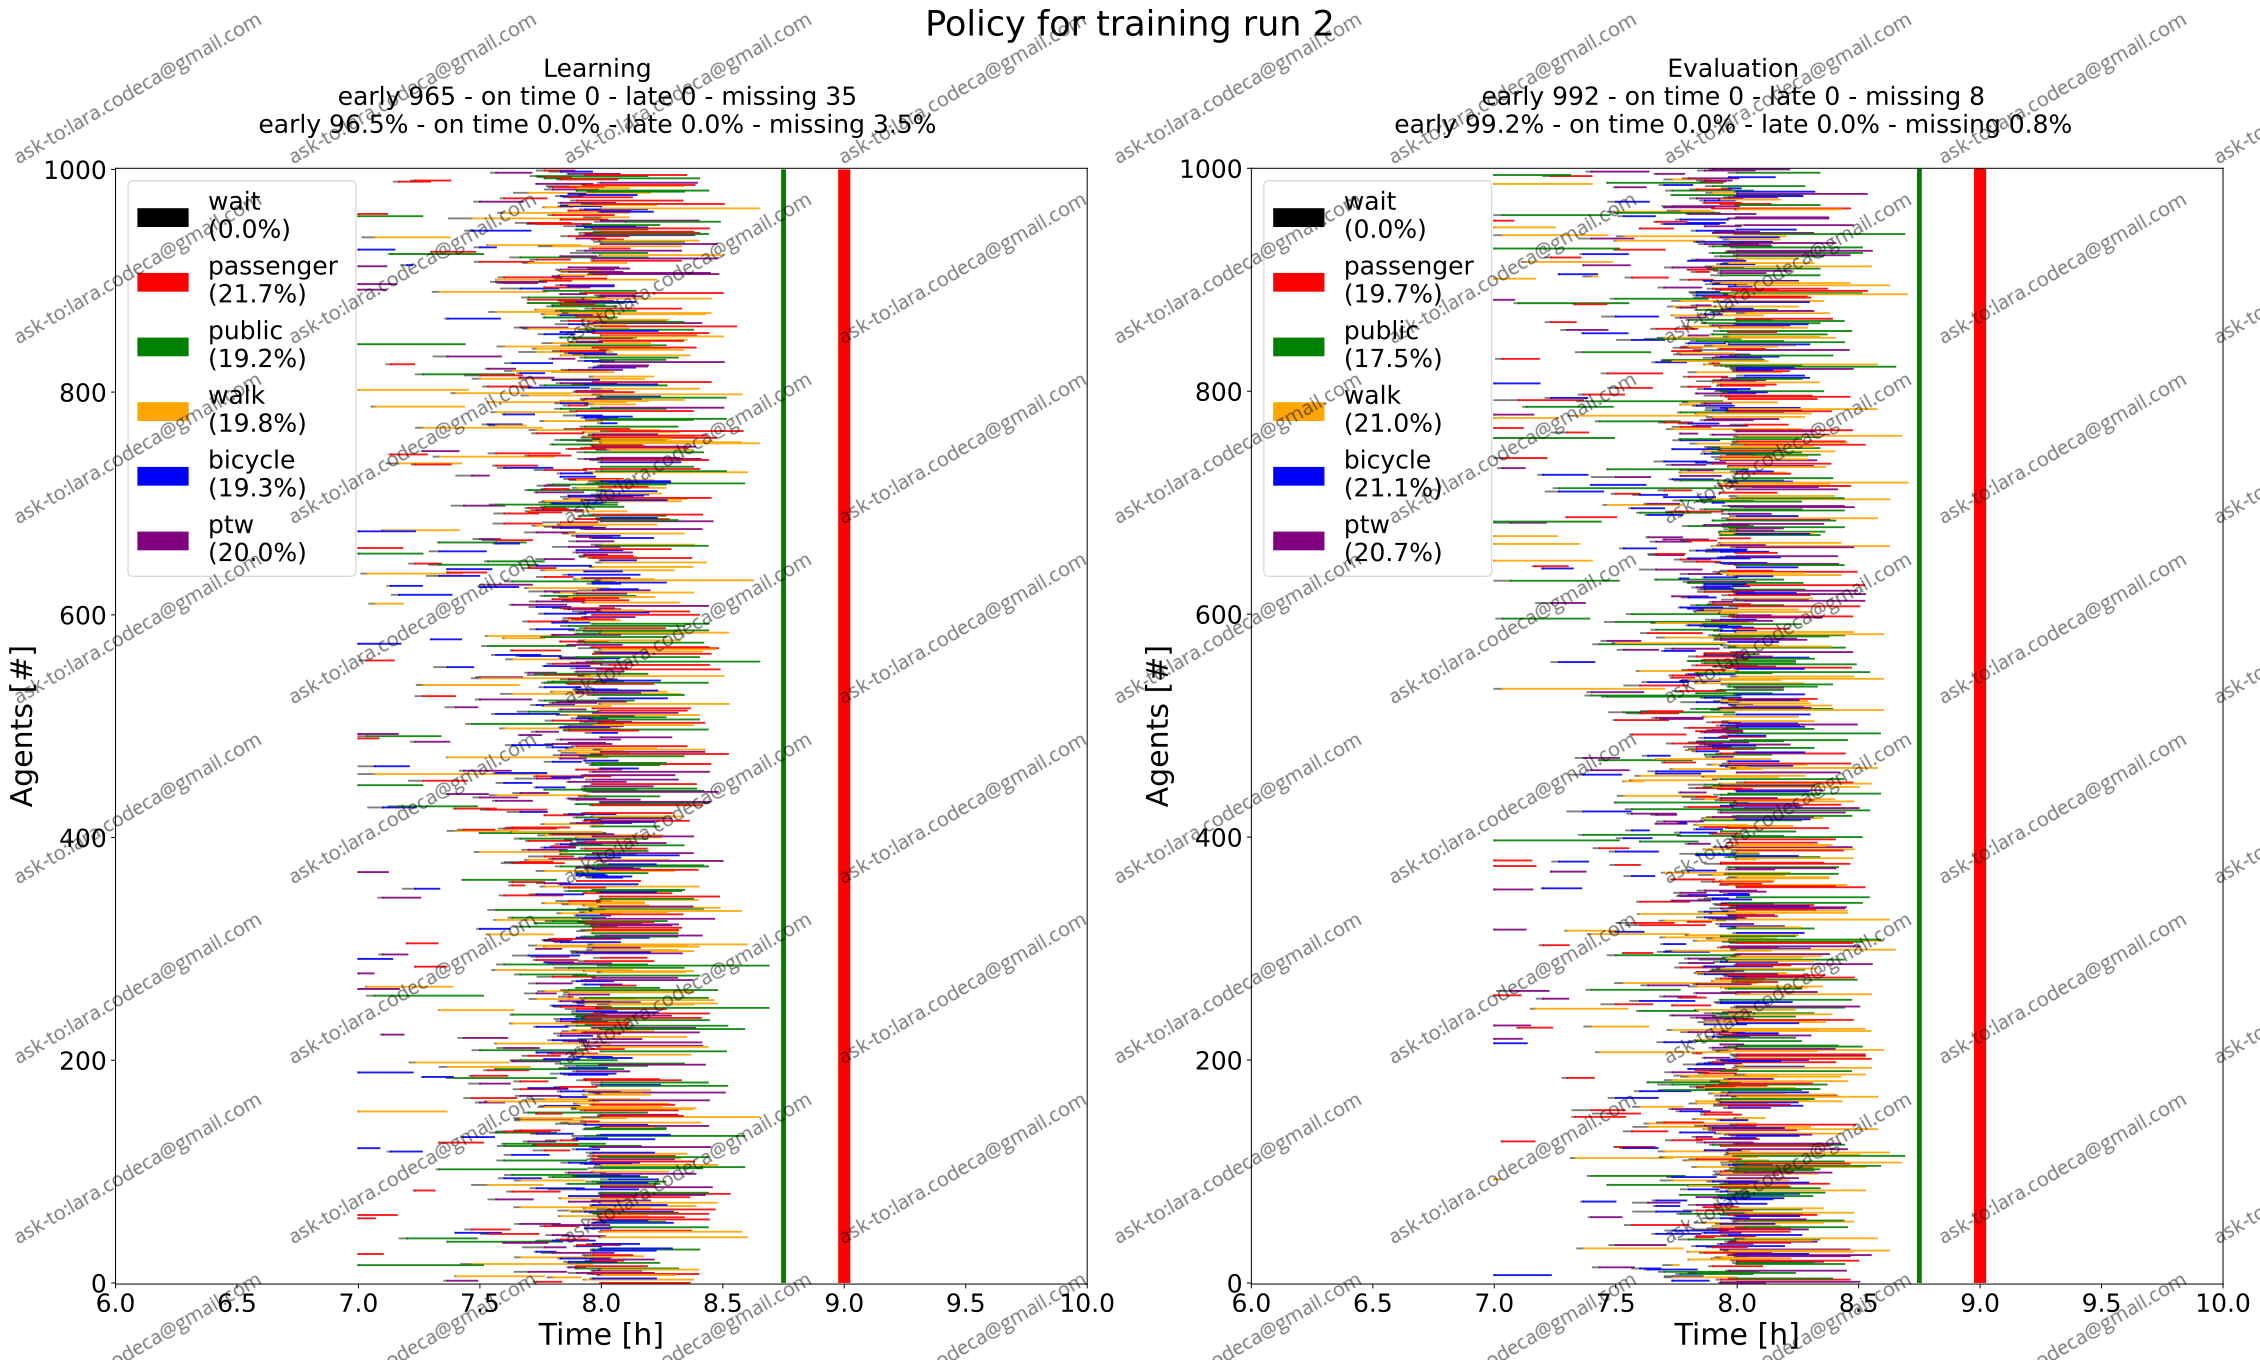 Policy for training run 2
Learning
early 965 - on time 0 - late 0 - missing 35
early 96.5% - on time 0.0% - late 0.0% - missing 3.5%
Agents [#]
1000
800
600
400
200
0
wait
(0.0%)
passenger
(21.7%)
public
(19.2%)
walk
(19.8%)
bicycle
(19.3%)
ptw
(20.0%)
6.0 6.5 7.0 7.5 8.0 8.5 9.0 9.5 10.0
Time [h]
Evaluation
early 992 - on time 0 - late 0 - missing 8
early 99.2% - on time 0.0% - late 0.0% - missing 0.8%
Agents [#]
1000
800
600
400
200
0
wait
(0.0%)
passenger
(19.7%)
public
(17.5%)
walk
(21.0%)
bicycle
(21.1%)
ptw
(20.7%)
6.0 6.5 7.0 7.5 8.0 8.5 9.0 9.5 10.0
Time [h]
ask-to:lara.codeca@gmail.com